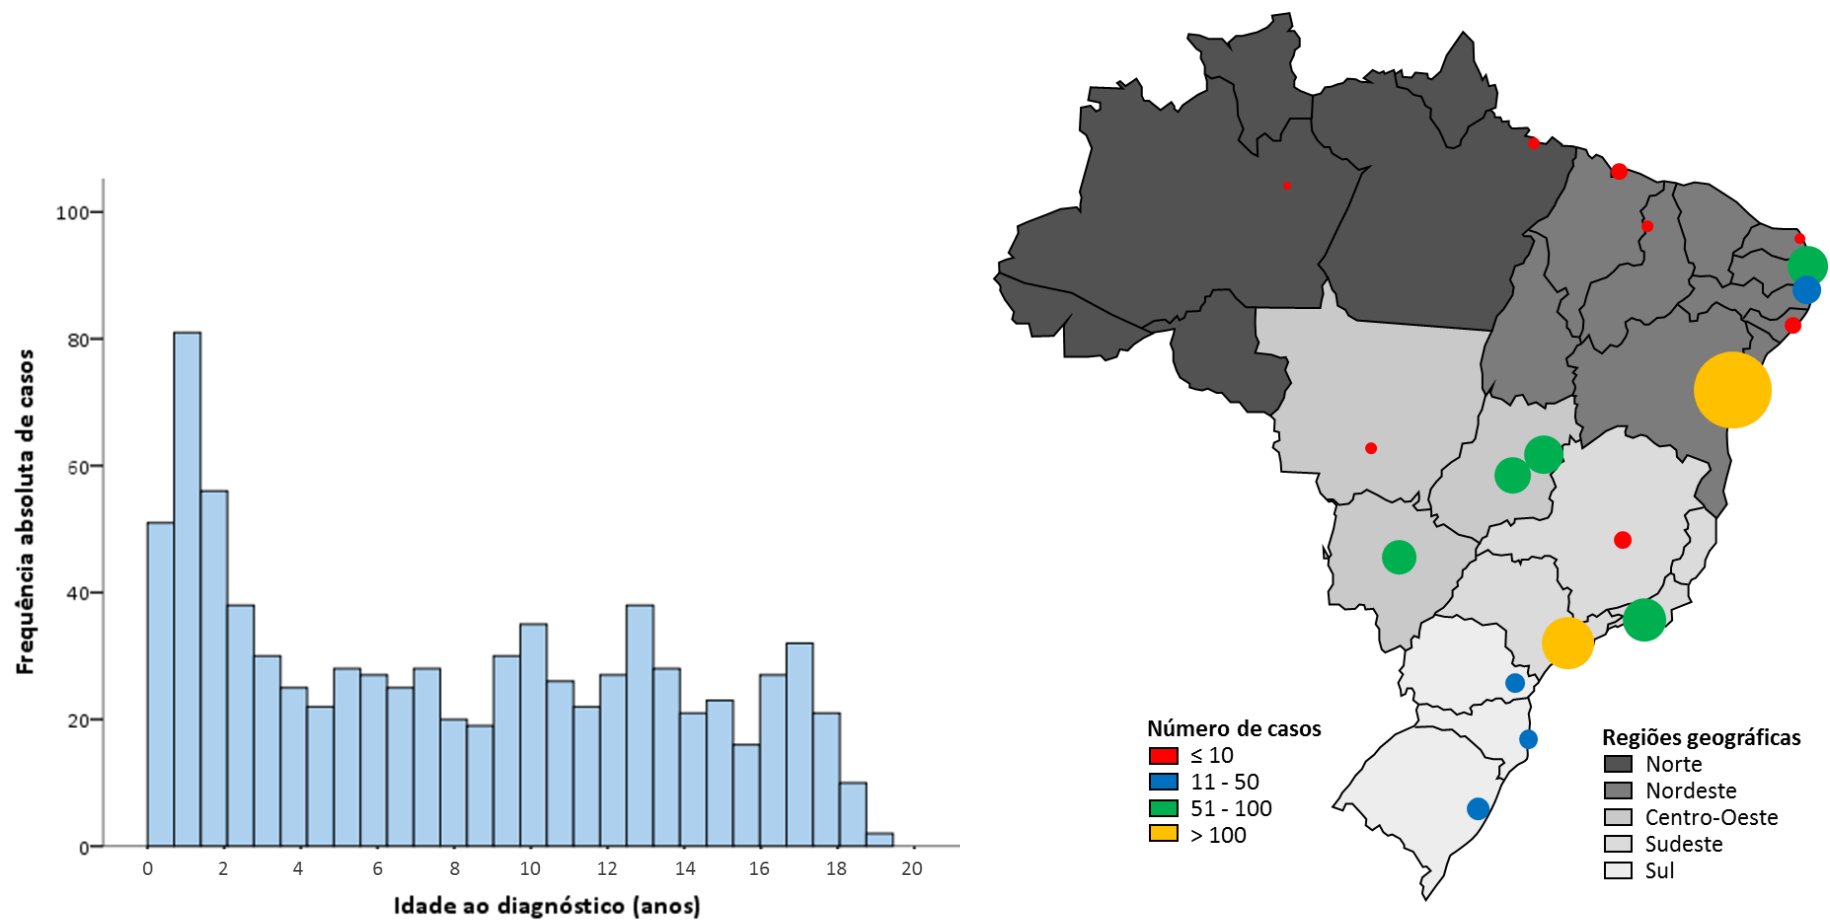 100
80
60
40
20
0
Frequência absoluta de casos
0 2 4 6 8 10 12 14 16 18 20
Idade ao diagnóstico (anos)
Número de casos
≤ 10
11 - 50
51 - 100
> 100
Regiões geográficas
Norte
Nordeste
Centro-Oeste
Sudeste
Sul